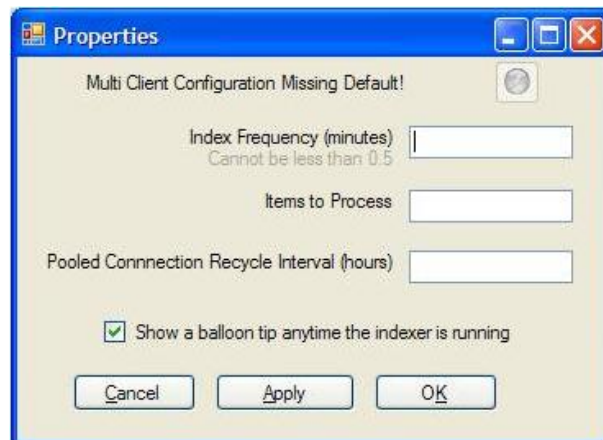 Properties
Multi Client Configuration Missing Default!
Index Frequency (minutes)
Cannot be less than 0.5
Items to Process
Pooled Connnection Recycle Interval (hours)
Show a balloon tip anytime the indexer is running
Cancel
Apply
OK